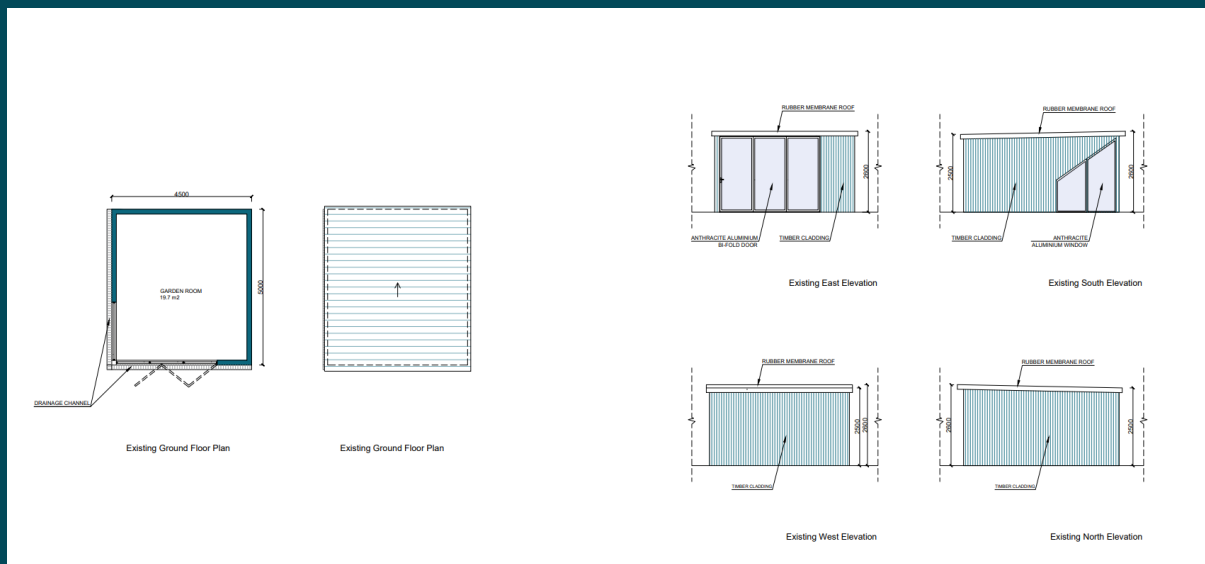 4500
5000
GARDEN ROOM
19.7 m2
DRAINAGE CHANNEL
Existing Ground Floor Plan
Existing Ground Floor Plan
RUBBER MEMBRANE ROOF
2600
ANTHRACITE ALUMINIUM
BI-FOLD DOOR
TIMBER CLADDING
Existing East Elevation
RUBBER MEMBRANE ROOF
2500
2600
TIMBER CLADDING
ANTHRACITE
ALUMINIUM WINDOW
Existing South Elevation
RUBBER MEMBRANE ROOF
2500
2600
TIMBER CLADDING
Existing West Elevation
RUBBER MEMBRANE ROOF
2600
2500
TIMBER CLADDING
Existing North Elevation